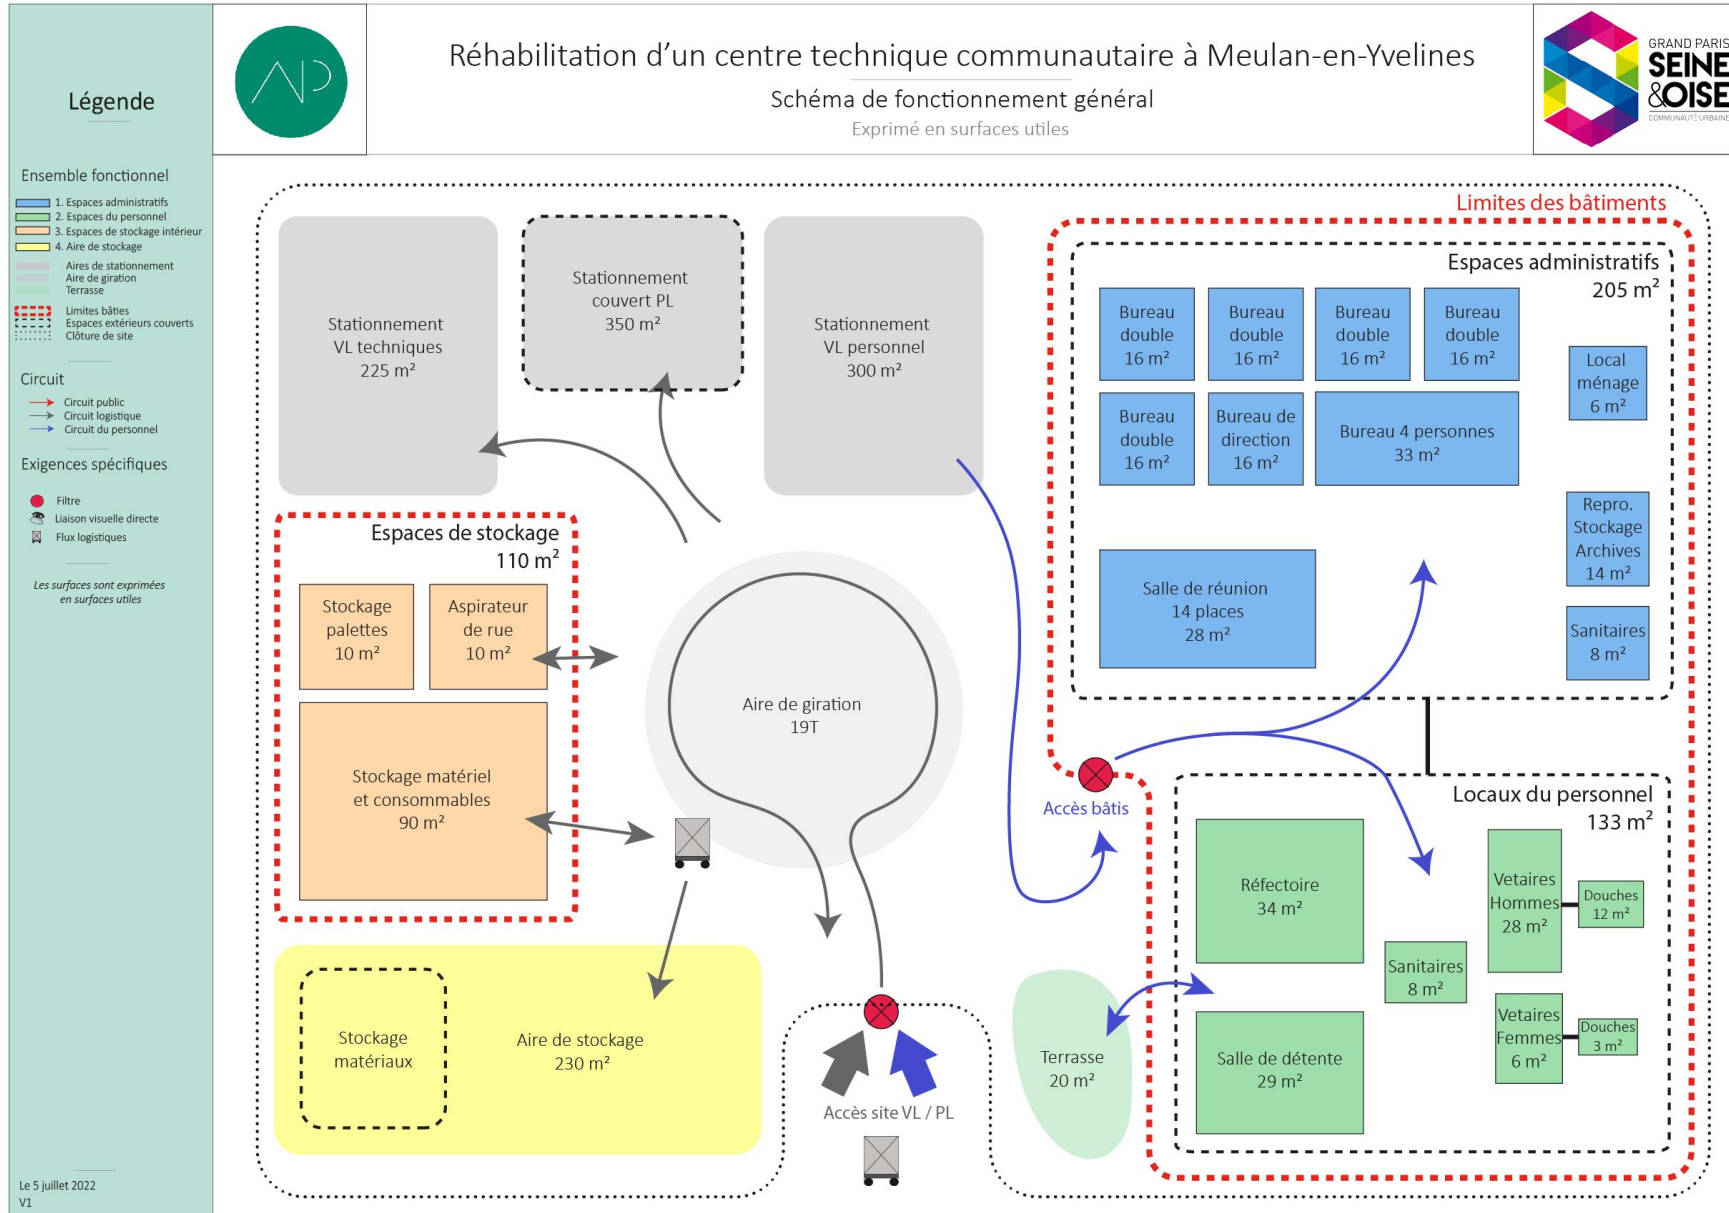 Légende
Ensemble fonctionnel
1. Espaces administratifs
2. Espaces du personnel
3. Espaces de stockage intérieur
4. Aire de stockage
Aires de stationnement
Aire de giration
Terrasse
Limites bâties
Espaces extérieurs couverts
Clôture de site
Circuit
Circuit public
Circuit logistique
Circuit du personnel
Exigences spécifiques
Filtre
Liaison visuelle directe
Flux logistiques
Les surfaces sont exprimées
en surfaces utiles
Le 5 juillet 2022
V1
AP
Réhabilitation d'un centre technique communautaire à Meulan-en-Yvelines
Schéma de fonctionnement général
Exprimé en surfaces utiles
GRAND PARIS
SEINE
&OISE
COMMUNAUTÉ URBAINE
Stationnement
VL techniques
225 m²
Stationnement
couvert PL
350 m²
Stationnement
VL personnel
300 m²
Limites des bâtiments
Espaces administratifs
205 m²
Bureau
double
16 m²
Bureau
double
16 m²
Bureau
double
16 m²
Bureau
double
16 m²
Local
ménage
6 m²
Bureau
double
16 m²
Bureau de
direction
16 m²
Bureau 4 personnes
33 m²
Repro.
Stockage
Archives
14 m²
Salle de réunion
14 places
28 m²
Sanitaires
8 m²
Espaces de stockage
110 m²
Stockage
palettes
10 m²
Aspirateur
de rue
10 m²
Stockage matériel
et consommables
90 m²
Aire de giration
19T
Accès bâtis
Locaux du personnel
133 m²
Réfectoire
34 m²
Vetaires
Hommes
28 m²
Douches
12 m²
Sanitaires
8 m²
Vetaires
Femmes
6 m²
Douches
3 m²
Salle de détente
29 m²
Terrasse
20 m²
Stockage
matériaux
Aire de stockage
230 m²
Accès site VL / PL